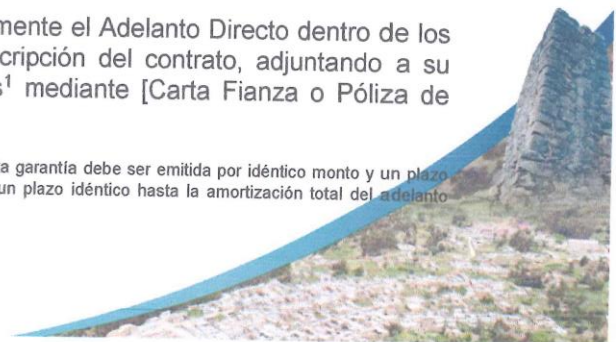 mente el Adelanto Directo dentro de los
cripción del contrato, adjuntando a su
s¹ mediante [Carta Fianza o Póliza de
a garantía debe ser emitida por idéntico monto y un plazo
un plazo idéntico hasta la amortización total del adelanto